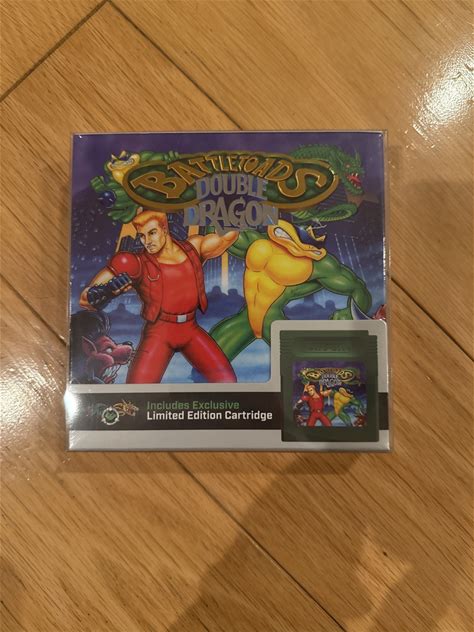 BATTLETOADS
DOUBLE
DRAGON
BATTLETOADS
DOUBLE
DRAGON
Includes Exclusive
Limited Edition Cartridge